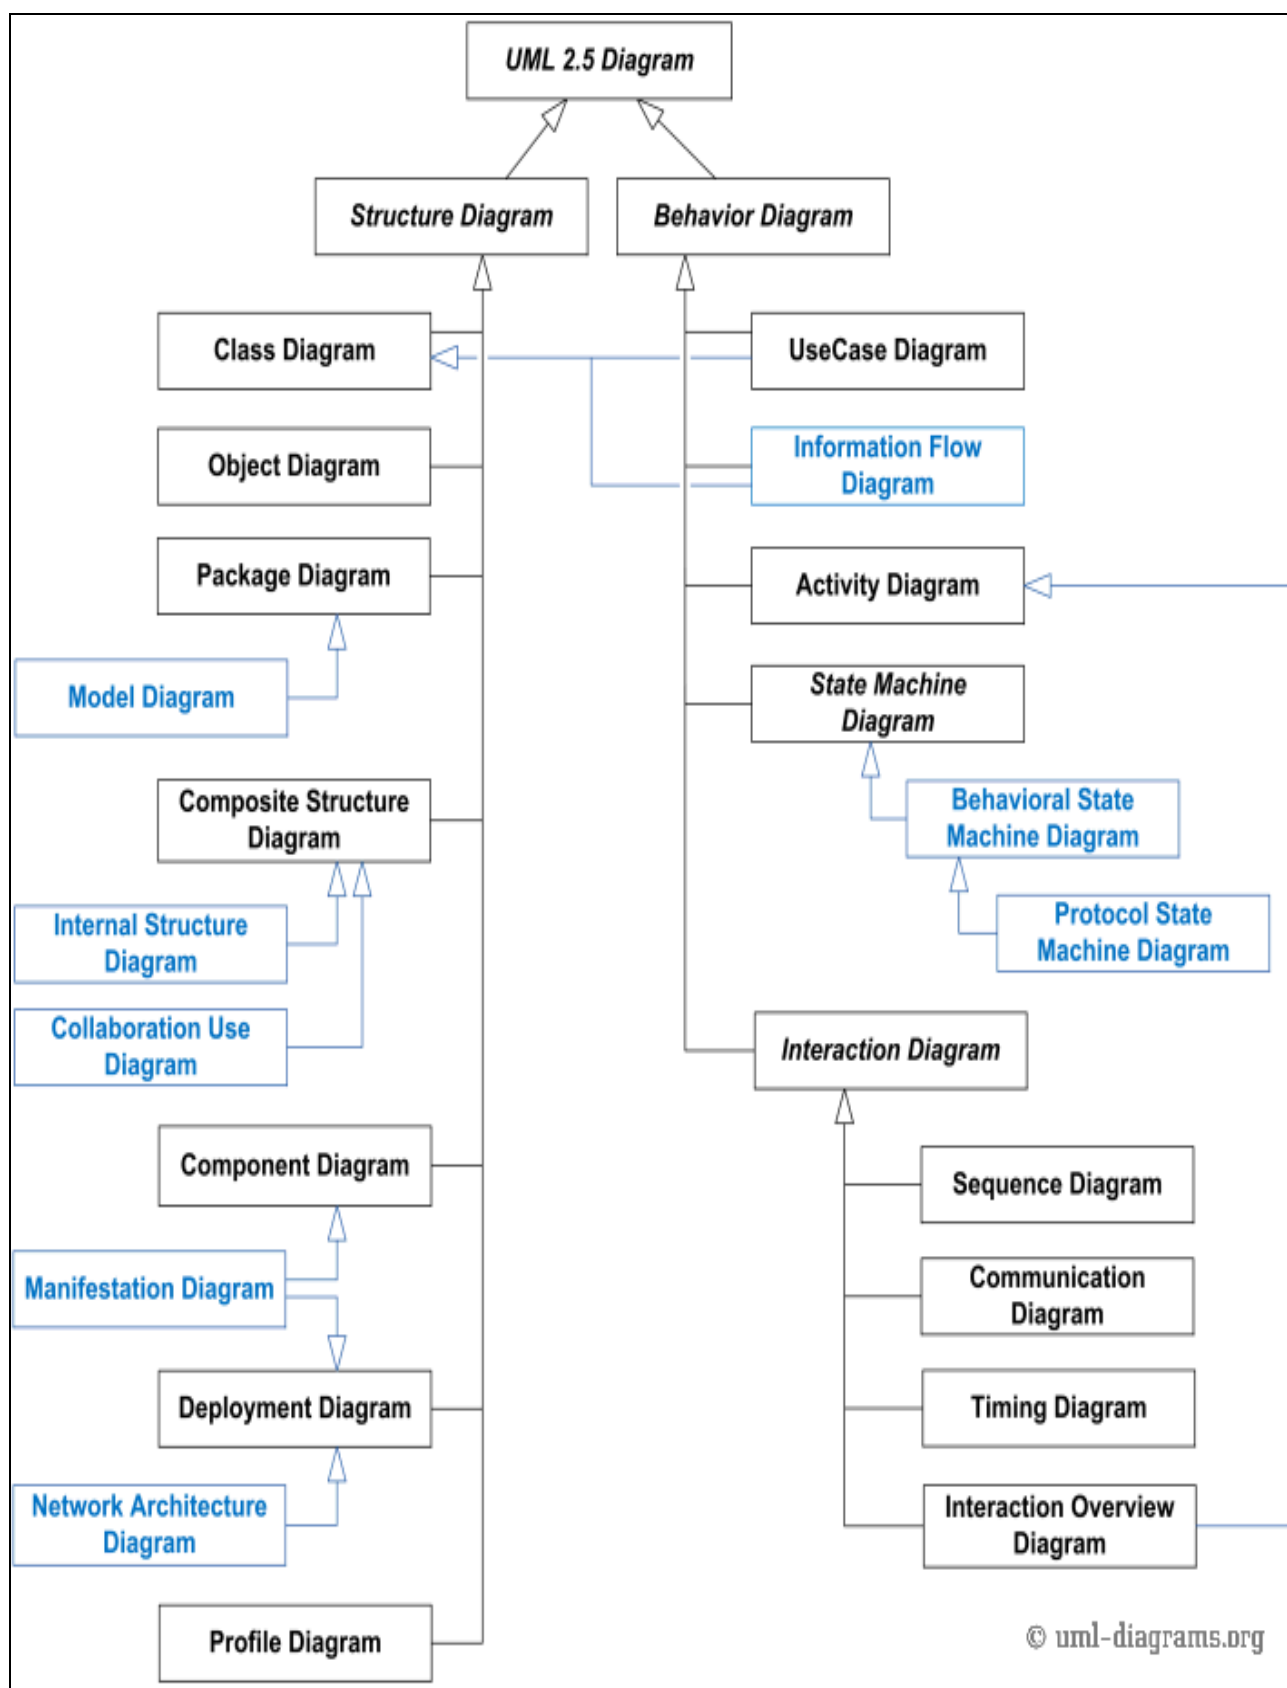 UML 2.5 Diagram
Structure Diagram
Behavior Diagram
Class Diagram
UseCase Diagram
Object Diagram
Information Flow
Diagram
Package Diagram
Activity Diagram
Model Diagram
State Machine
Diagram
Composite Structure
Diagram
Behavioral State
Machine Diagram
Internal Structure
Diagram
Protocol State
Machine Diagram
Collaboration Use
Diagram
Interaction Diagram
Component Diagram
Sequence Diagram
Manifestation Diagram
Communication
Diagram
Deployment Diagram
Timing Diagram
Network Architecture
Diagram
Interaction Overview
Diagram
Profile Diagram
© uml-diagrams.org